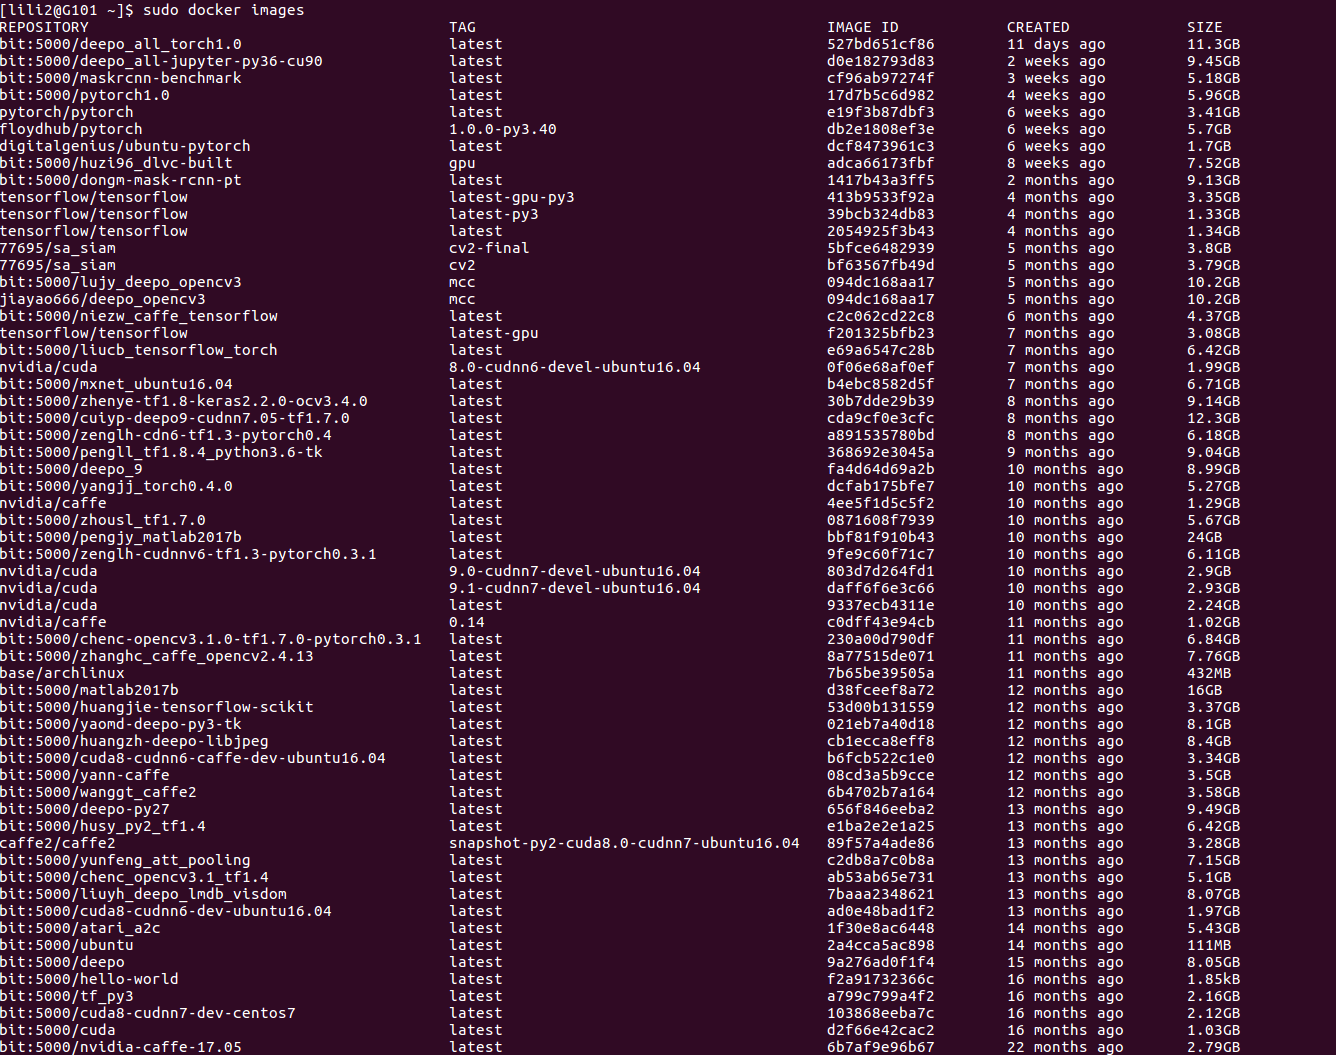 [lili2@G101 ~]$ sudo docker images
REPOSITORY TAG IMAGE ID CREATED SIZE
bit:5000/deepo_all_torch1.0 latest 527bd651cf86 11 days ago 11.3GB
bit:5000/deepo_all-jupyter-py36-cu90 latest d0e182793d83 2 weeks ago 9.45GB
bit:5000/maskrcnn-benchmark latest cf96ab97274f 3 weeks ago 5.18GB
bit:5000/pytorch1.0 latest 17d7b5c6d982 4 weeks ago 5.96GB
pytorch/pytorch latest e19f3b87dbf3 6 weeks ago 3.41GB
floydhub/pytorch 1.0.0-py3.40 db2e1808ef3e 6 weeks ago 5.7GB
digitalgenius/ubuntu-pytorch latest dcf8473961c3 6 weeks ago 1.7GB
bit:5000/huzi96_dlvc-built gpu adca66173fbf 8 weeks ago 7.52GB
bit:5000/dongm-mask-rcnn-pt latest 1417b43a3ff5 2 months ago 9.13GB
tensorflow/tensorflow latest-gpu-py3 413b9533f92a 4 months ago 3.35GB
tensorflow/tensorflow latest-py3 39bcb324db83 4 months ago 1.33GB
tensorflow/tensorflow latest 2054925f3b43 4 months ago 1.34GB
77695/sa_siam cv2-final 5bfce6482939 5 months ago 3.8GB
77695/sa_siam cv2 bf63567fb49d 5 months ago 3.79GB
bit:5000/lujy_deepo_opencv3 mcc 094dc168aa17 5 months ago 10.2GB
jiayao666/deepo_opencv3 mcc 094dc168aa17 5 months ago 10.2GB
bit:5000/niezw_caffe_tensorflow latest c2c062cd22c8 6 months ago 4.37GB
tensorflow/tensorflow latest-gpu f201325bfb23 7 months ago 3.08GB
bit:5000/liucb_tensorflow_torch latest e69a6547c28b 7 months ago 6.42GB
nvidia/cuda 8.0-cudnn6-devel-ubuntu16.04 0f06e68af0ef 7 months ago 1.99GB
bit:5000/mxnet_ubuntu16.04 latest b4ebc8582d5f 7 months ago 6.71GB
bit:5000/zhenye-tf1.8-keras2.2.0-ocv3.4.0 latest 30b7dde29b39 8 months ago 9.14GB
bit:5000/cuiyp-deepo9-cudnn7.05-tf1.7.0 latest cda9cf0e3cfc 8 months ago 12.3GB
bit:5000/zenglh-cdn6-tf1.3-pytorch0.4 latest a891535780bd 8 months ago 6.18GB
bit:5000/pengll_tf1.8.4_python3.6-tk latest 368692e3045a 9 months ago 9.04GB
bit:5000/deepo_9 latest fa4d64d69a2b 10 months ago 8.99GB
bit:5000/yangjj_torch0.4.0 latest dcfab175bfe7 10 months ago 5.27GB
nvidia/caffe latest 4ee5f1d5c5f2 10 months ago 1.29GB
bit:5000/zhousl_tf1.7.0 latest 0871608f7939 10 months ago 5.67GB
bit:5000/pengjy_matlab2017b latest bbf81f910b43 10 months ago 24GB
bit:5000/zenglh-cudnnv6-tf1.3-pytorch0.3.1 latest 9fe9c60f71c7 10 months ago 6.11GB
nvidia/cuda 9.0-cudnn7-devel-ubuntu16.04 803d7d264fd1 10 months ago 2.9GB
nvidia/cuda 9.1-cudnn7-devel-ubuntu16.04 daff6f6e3c66 10 months ago 2.93GB
nvidia/cuda latest 9337ecb4311e 10 months ago 2.24GB
nvidia/caffe 0.14 c0dff43e94cb 11 months ago 1.02GB
bit:5000/chenc-opencv3.1.0-tf1.7.0-pytorch0.3.1 latest 230a00d790df 11 months ago 6.84GB
bit:5000/zhanghc_caffe_opencv2.4.13 latest 8a77515de071 11 months ago 7.76GB
base/archlinux latest 7b65be39505a 11 months ago 432MB
bit:5000/matlab2017b latest d38fceef8a72 12 months ago 16GB
bit:5000/huangjie-tensorflow-scikit latest 53d00b131559 12 months ago 3.37GB
bit:5000/yaomd-deepo-py3-tk latest 021eb7a40d18 12 months ago 8.1GB
bit:5000/huangzh-deepo-libjpeg latest cb1ecca8eff8 12 months ago 8.4GB
bit:5000/cuda8-cudnn6-caffe-dev-ubuntu16.04 latest b6fcb522c1e0 12 months ago 3.34GB
bit:5000/yann-caffe latest 08cd3a5b9cce 12 months ago 3.5GB
bit:5000/wanggt_caffe2 latest 6b4702b7a164 12 months ago 3.58GB
bit:5000/deepo-py27 latest 656f846eeba2 13 months ago 9.49GB
bit:5000/husy_py2_tf1.4 latest e1ba2e2e1a25 13 months ago 6.42GB
caffe2/caffe2 snapshot-py2-cuda8.0-cudnn7-ubuntu16.04 89f57a4ade86 13 months ago 3.28GB
bit:5000/yunfeng_att_pooling latest c2db8a7c0b8a 13 months ago 7.15GB
bit:5000/chenc_opencv3.1_tf1.4 latest ab53ab65e731 13 months ago 5.1GB
bit:5000/liuyh_deepo_lmdb_visdom latest 7baaa2348621 13 months ago 8.07GB
bit:5000/cuda8-cudnn6-dev-ubuntu16.04 latest ad0e48bad1f2 13 months ago 1.97GB
bit:5000/atari_a2c latest 1f30e8ac6448 14 months ago 5.43GB
bit:5000/ubuntu latest 2a4cca5ac898 14 months ago 111MB
bit:5000/deepo latest 9a276ad0f1f4 15 months ago 8.05GB
bit:5000/hello-world latest f2a91732366c 16 months ago 1.85kB
bit:5000/tf_py3 latest a799c799a4f2 16 months ago 2.16GB
bit:5000/cuda8-cudnn7-dev-centos7 latest 103868eeba7c 16 months ago 2.12GB
bit:5000/cuda latest d2f66e42cac2 16 months ago 1.03GB
bit:5000/nvidia-caffe-17.05 latest 6b7af9e96b67 22 months ago 2.79GB